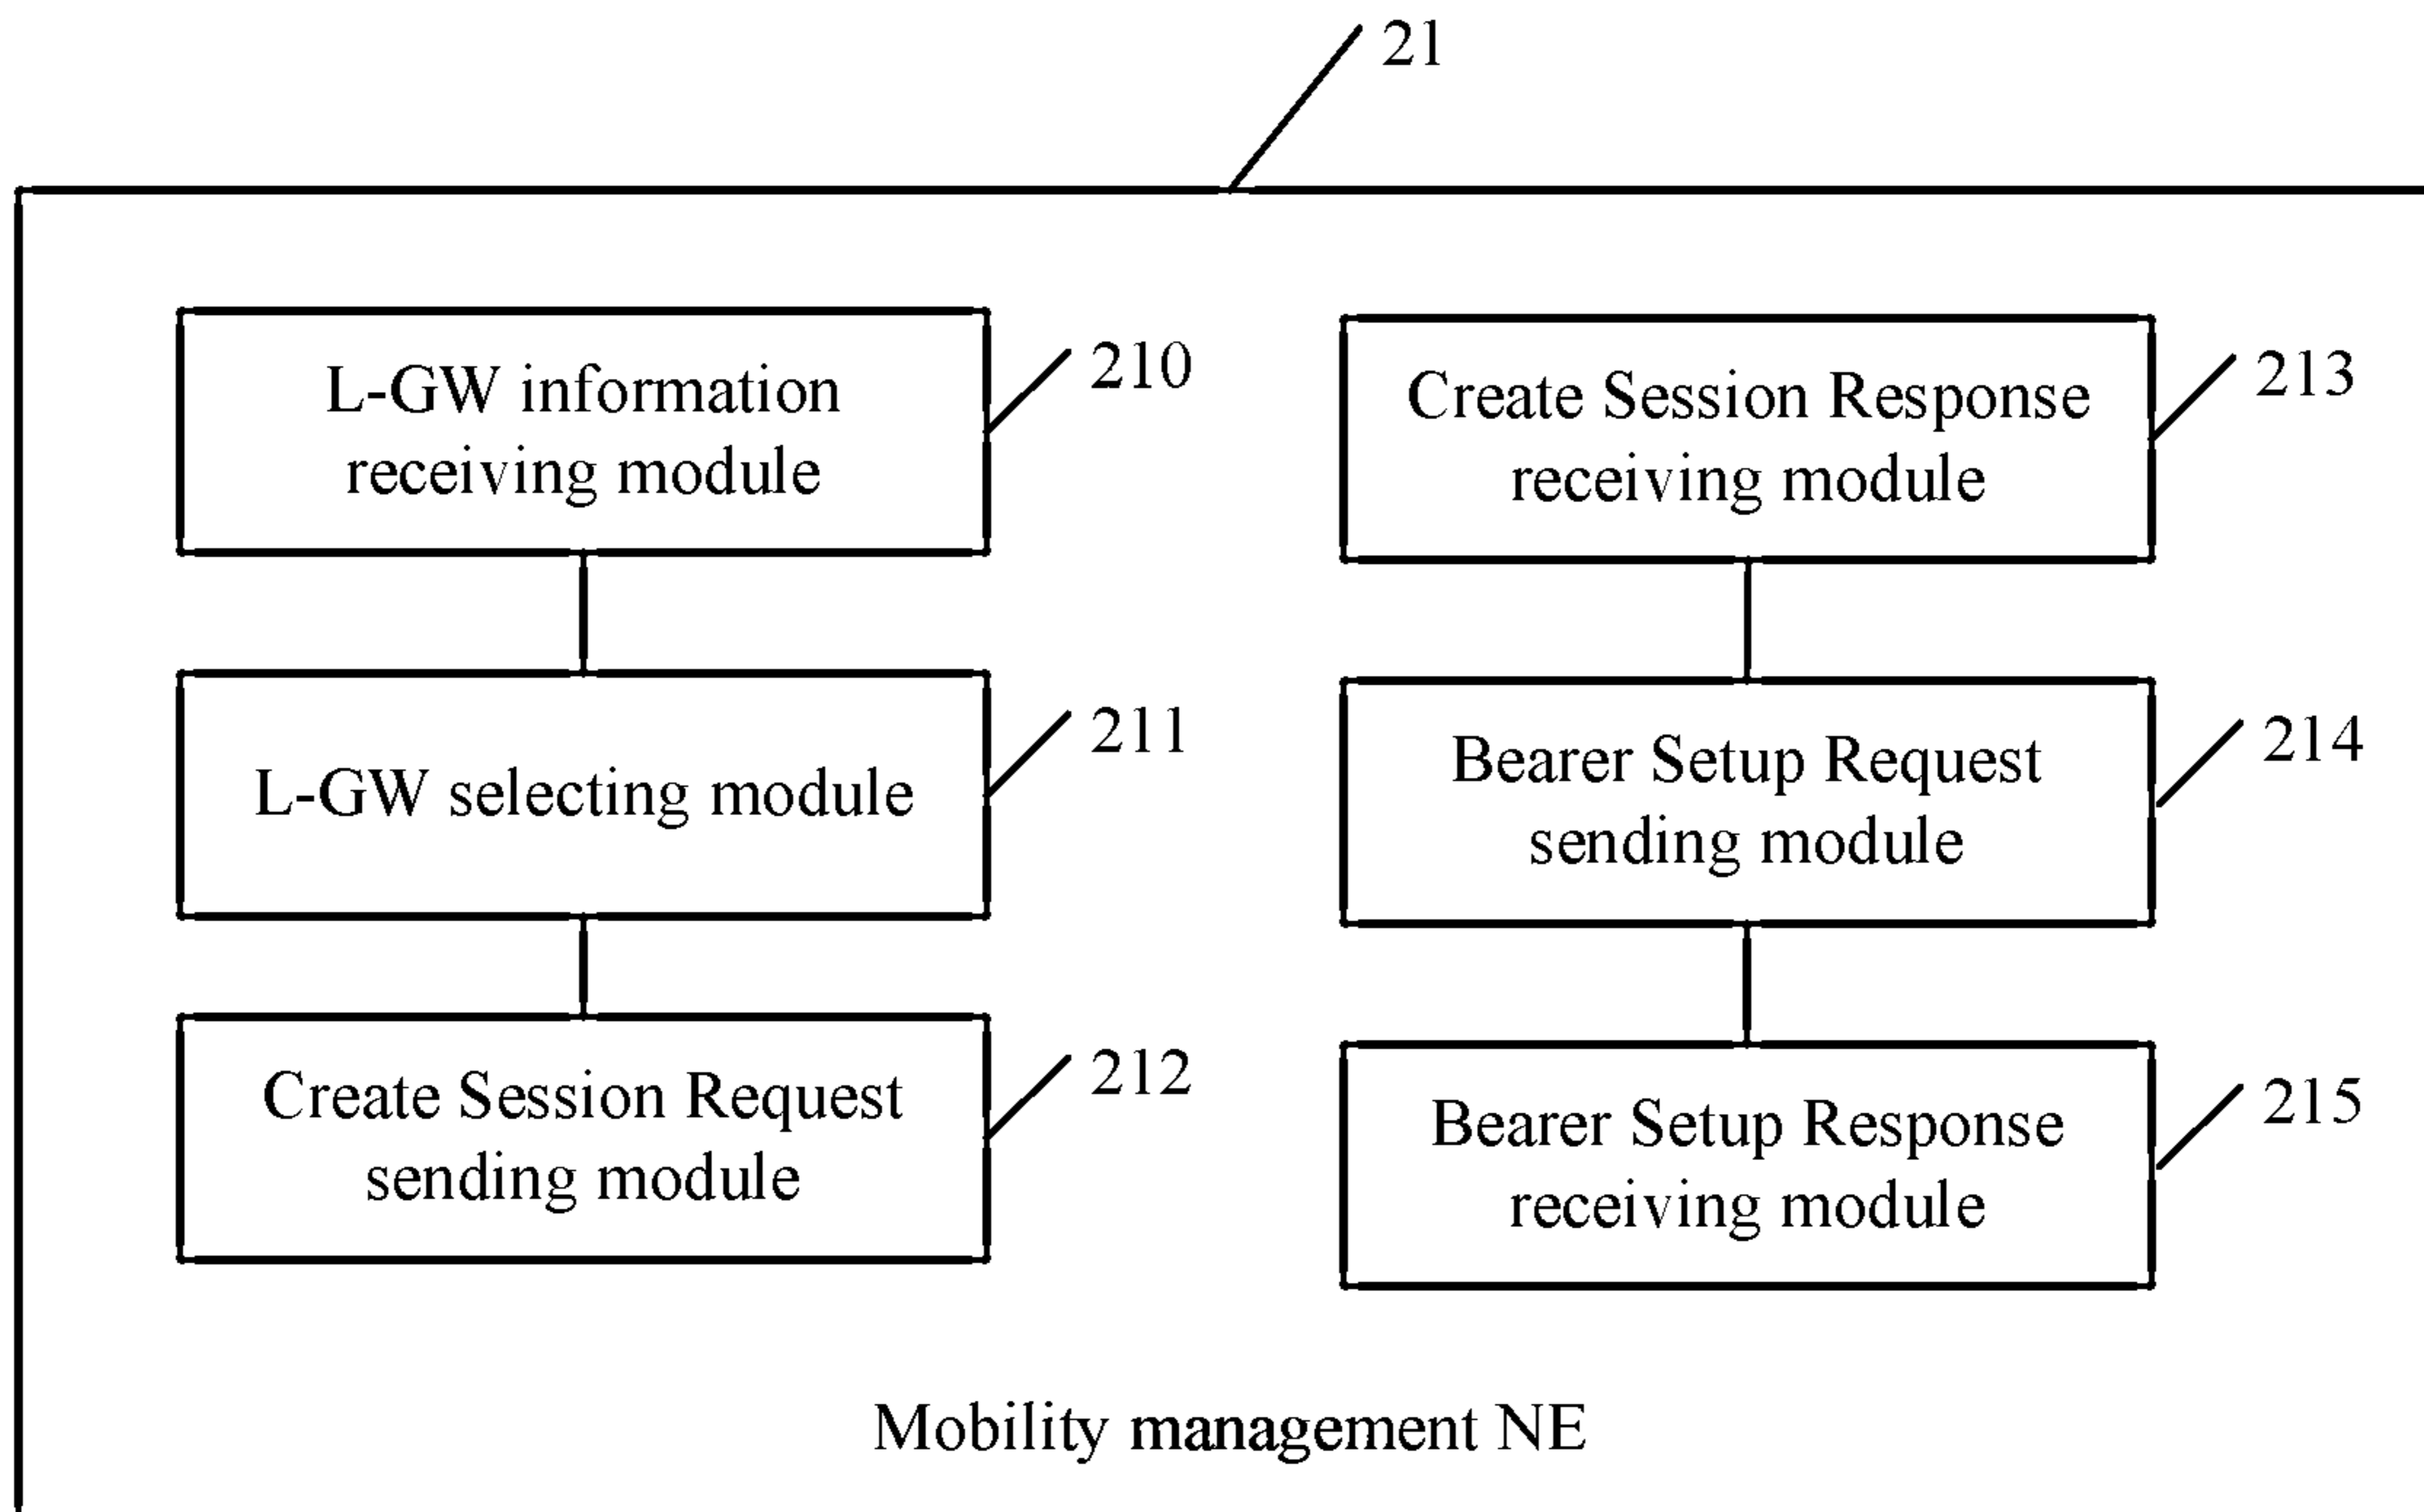 21
L-GW information
receiving module
210
L-GW selecting module
211
Create Session Request
sending module
212
Create Session Response
receiving module
213
Bearer Setup Request
sending module
214
Bearer Setup Response
receiving module
215
Mobility management NE